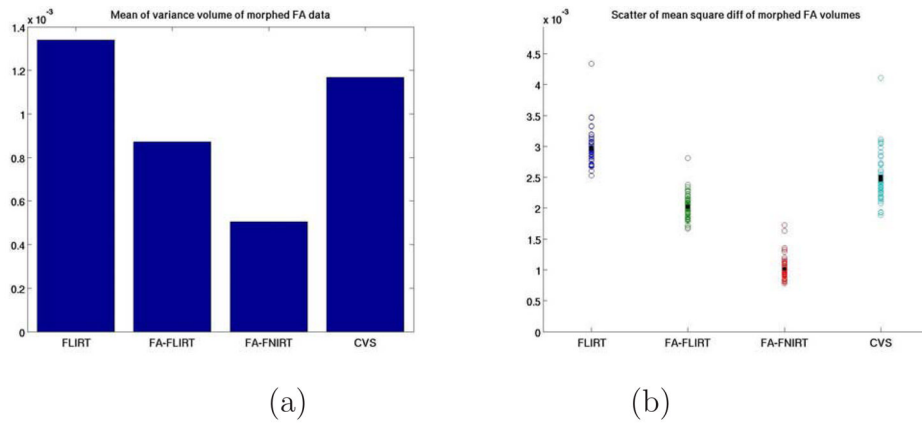 Mean of variance volume of morphed FA data
x 10⁻³
1.4
1.2
1
0.8
0.6
0.4
0.2
0
FLIRT FA-FLIRT FA-FNIRT CVS
(a)
Scatter of mean square diff of morphed FA volumes
x 10⁻³
4.5
4
3.5
3
2.5
2
1.5
1
0.5
0
FLIRT FA-FLIRT FA-FNIRT CVS
(b)